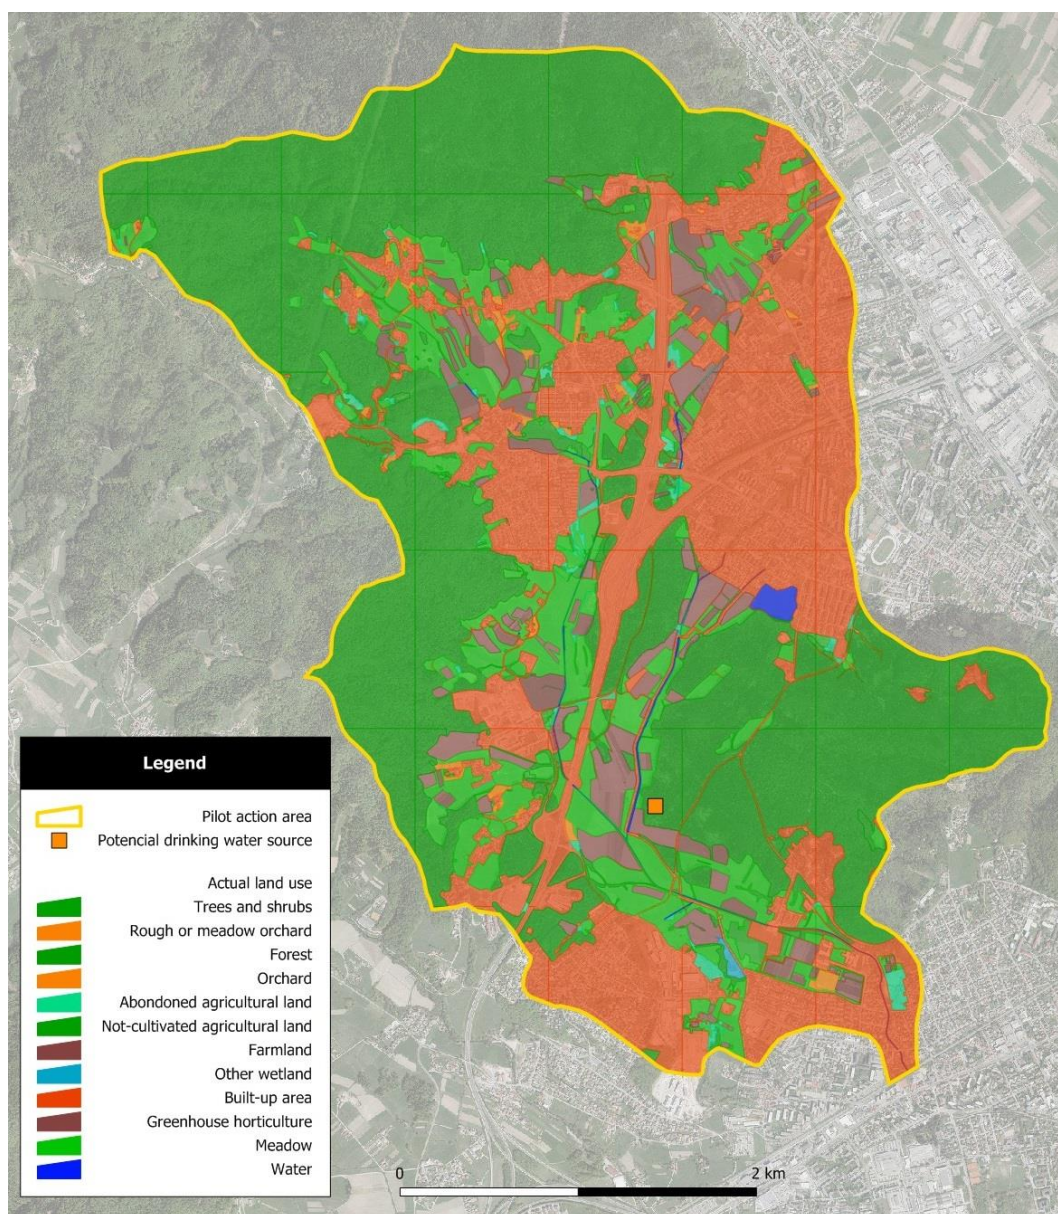 Legend
Pilot action area
Potencial drinking water source
Actual land use
Trees and shrubs
Rough or meadow orchard
Forest
Orchard
Abondoned agricultural land
Not-cultivated agricultural land
Farmland
Other wetland
Built-up area
Greenhouse horticulture
Meadow
Water
0 2 km